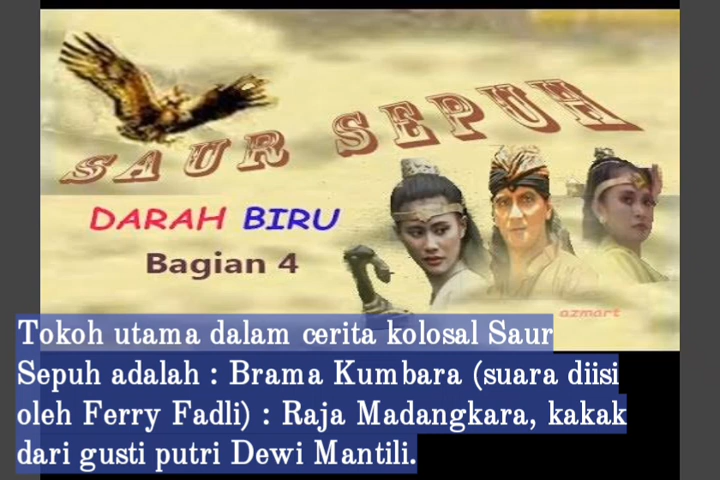 SAUR SEPUH
DARAH BIRU
Bagian 4
azmart
Tokoh utama dalam cerita kolosal Saur
Sepuh adalah : Brama Kumbara (suara diisi
oleh Ferry Fadli) : Raja Madangkara, kakak
dari gusti putri Dewi Mantili.